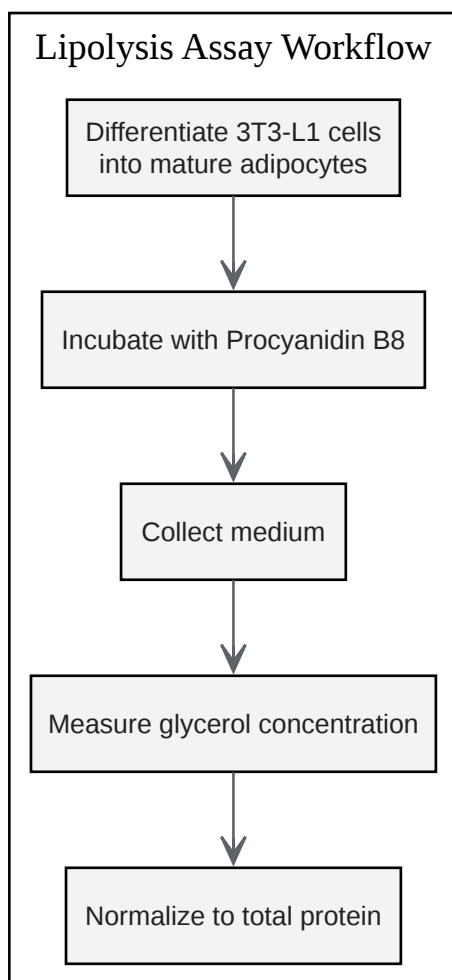 Lipolysis Assay Workflow
Differentiate 3T3-L1 cells
into mature adipocytes
Incubate with Procyanidin B8
Collect medium
Measure glycerol concentration
Normalize to total protein